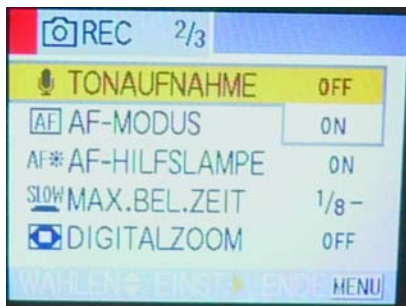 REC 2/3
TONAUFNAHME OFF
AF AF-MODUS ON
AF AF-HILFSLAMPE ON
SLOW MAX.BEL.ZEIT 1/8-
DIGITALZOOM OFF
WÄHLEN EINST. ENDE MENU